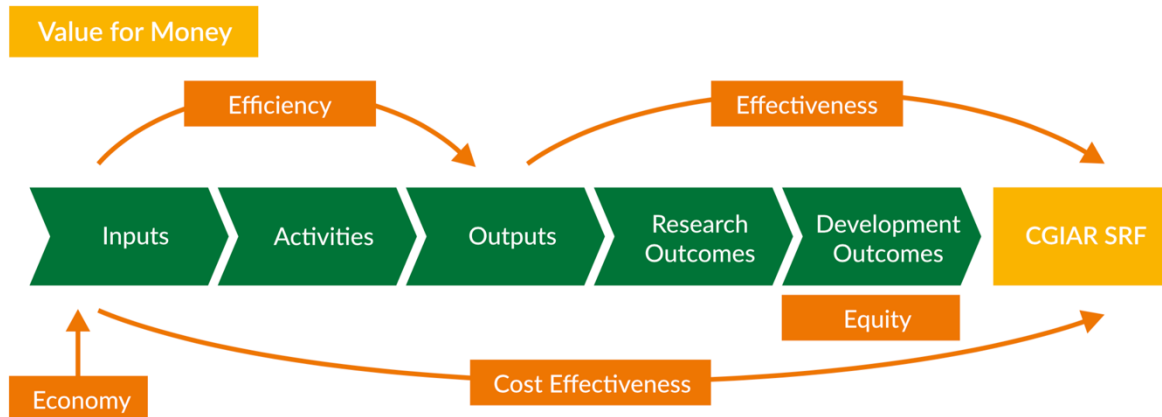 Value for Money
Efficiency
Effectiveness
Inputs
Activities
Outputs
Research
Outcomes
Development
Outcomes
CGIAR SRF
Equity
Cost Effectiveness
Economy